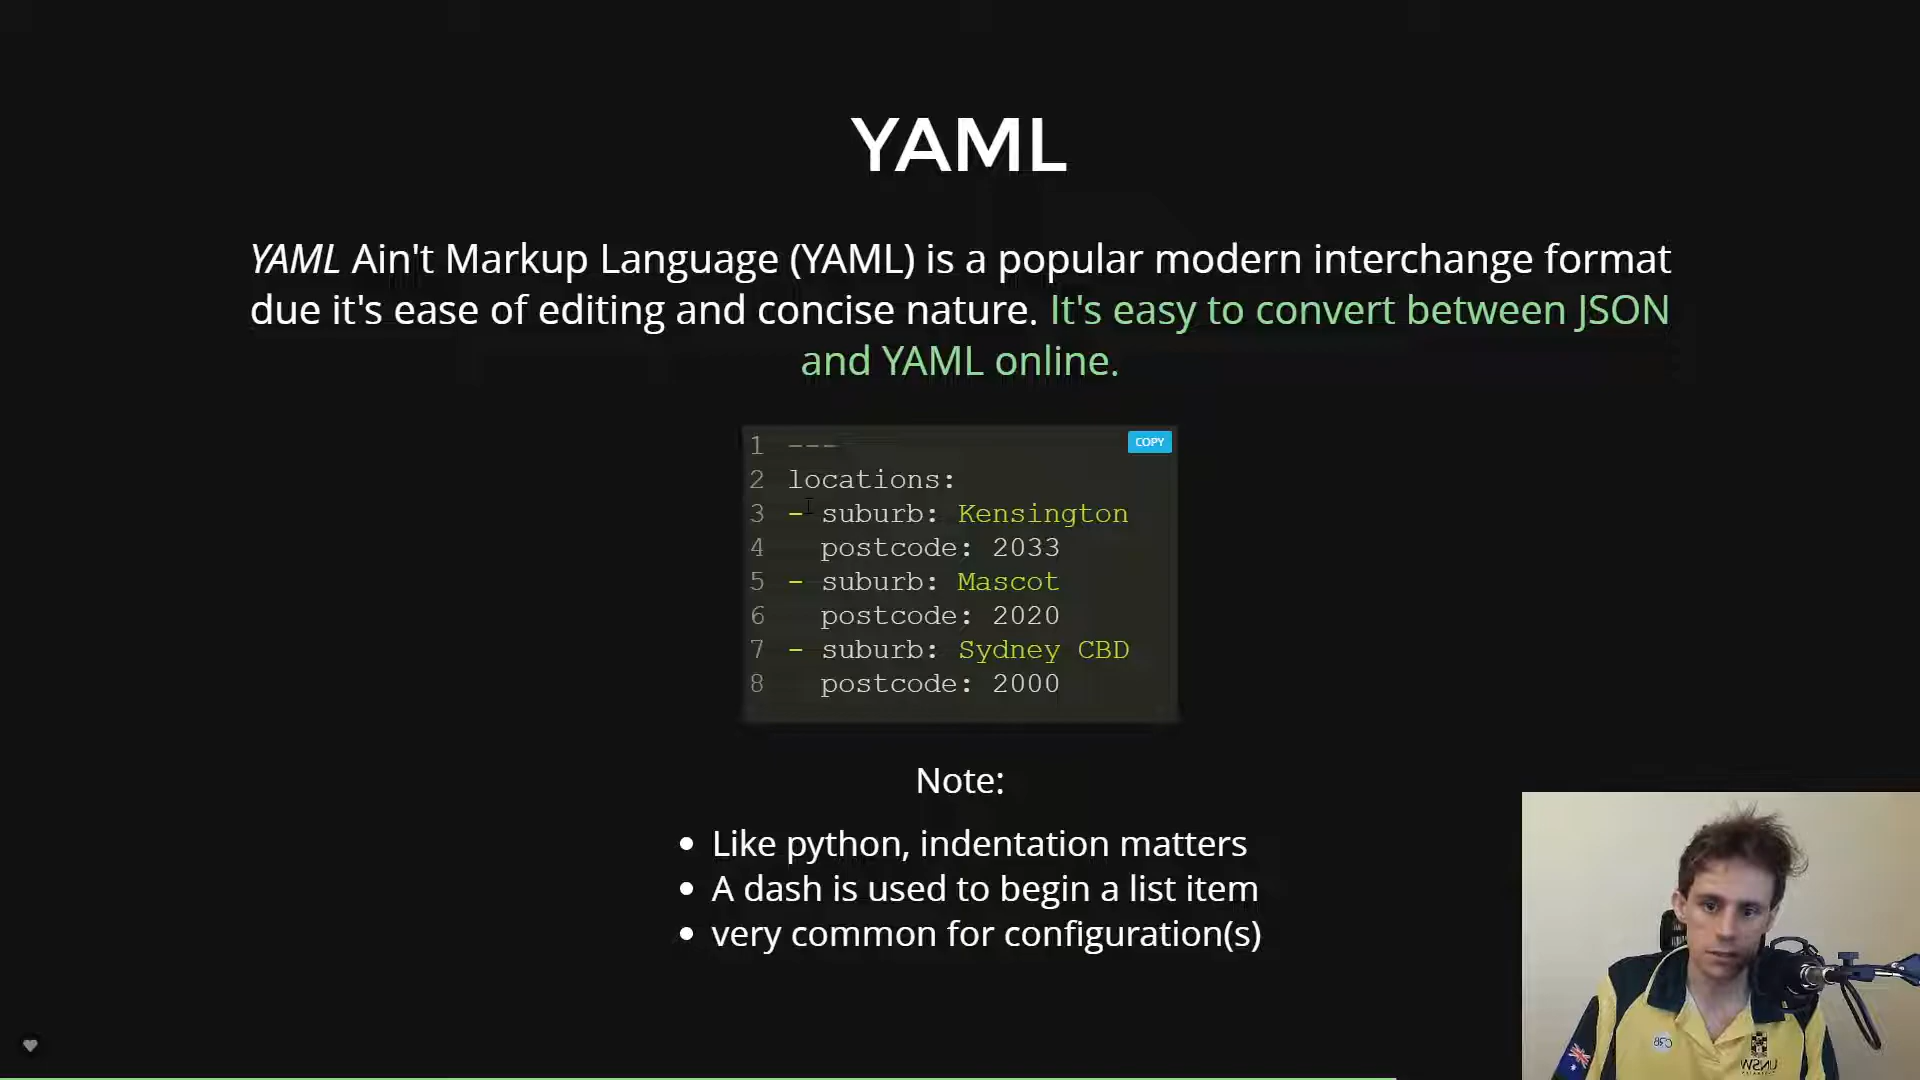 YAML
YAML Ain't Markup Language (YAML) is a popular modern interchange format
due it's ease of editing and concise nature. It's easy to convert between JSON
and YAML online.
COPY
1 ---
2 locations:
3 - suburb: Kensington
4 postcode: 2033
5 - suburb: Mascot
6 postcode: 2020
7 - suburb: Sydney CBD
8 postcode: 2000
Note:
• Like python, indentation matters
• A dash is used to begin a list item
• very common for configuration(s)
UNSW